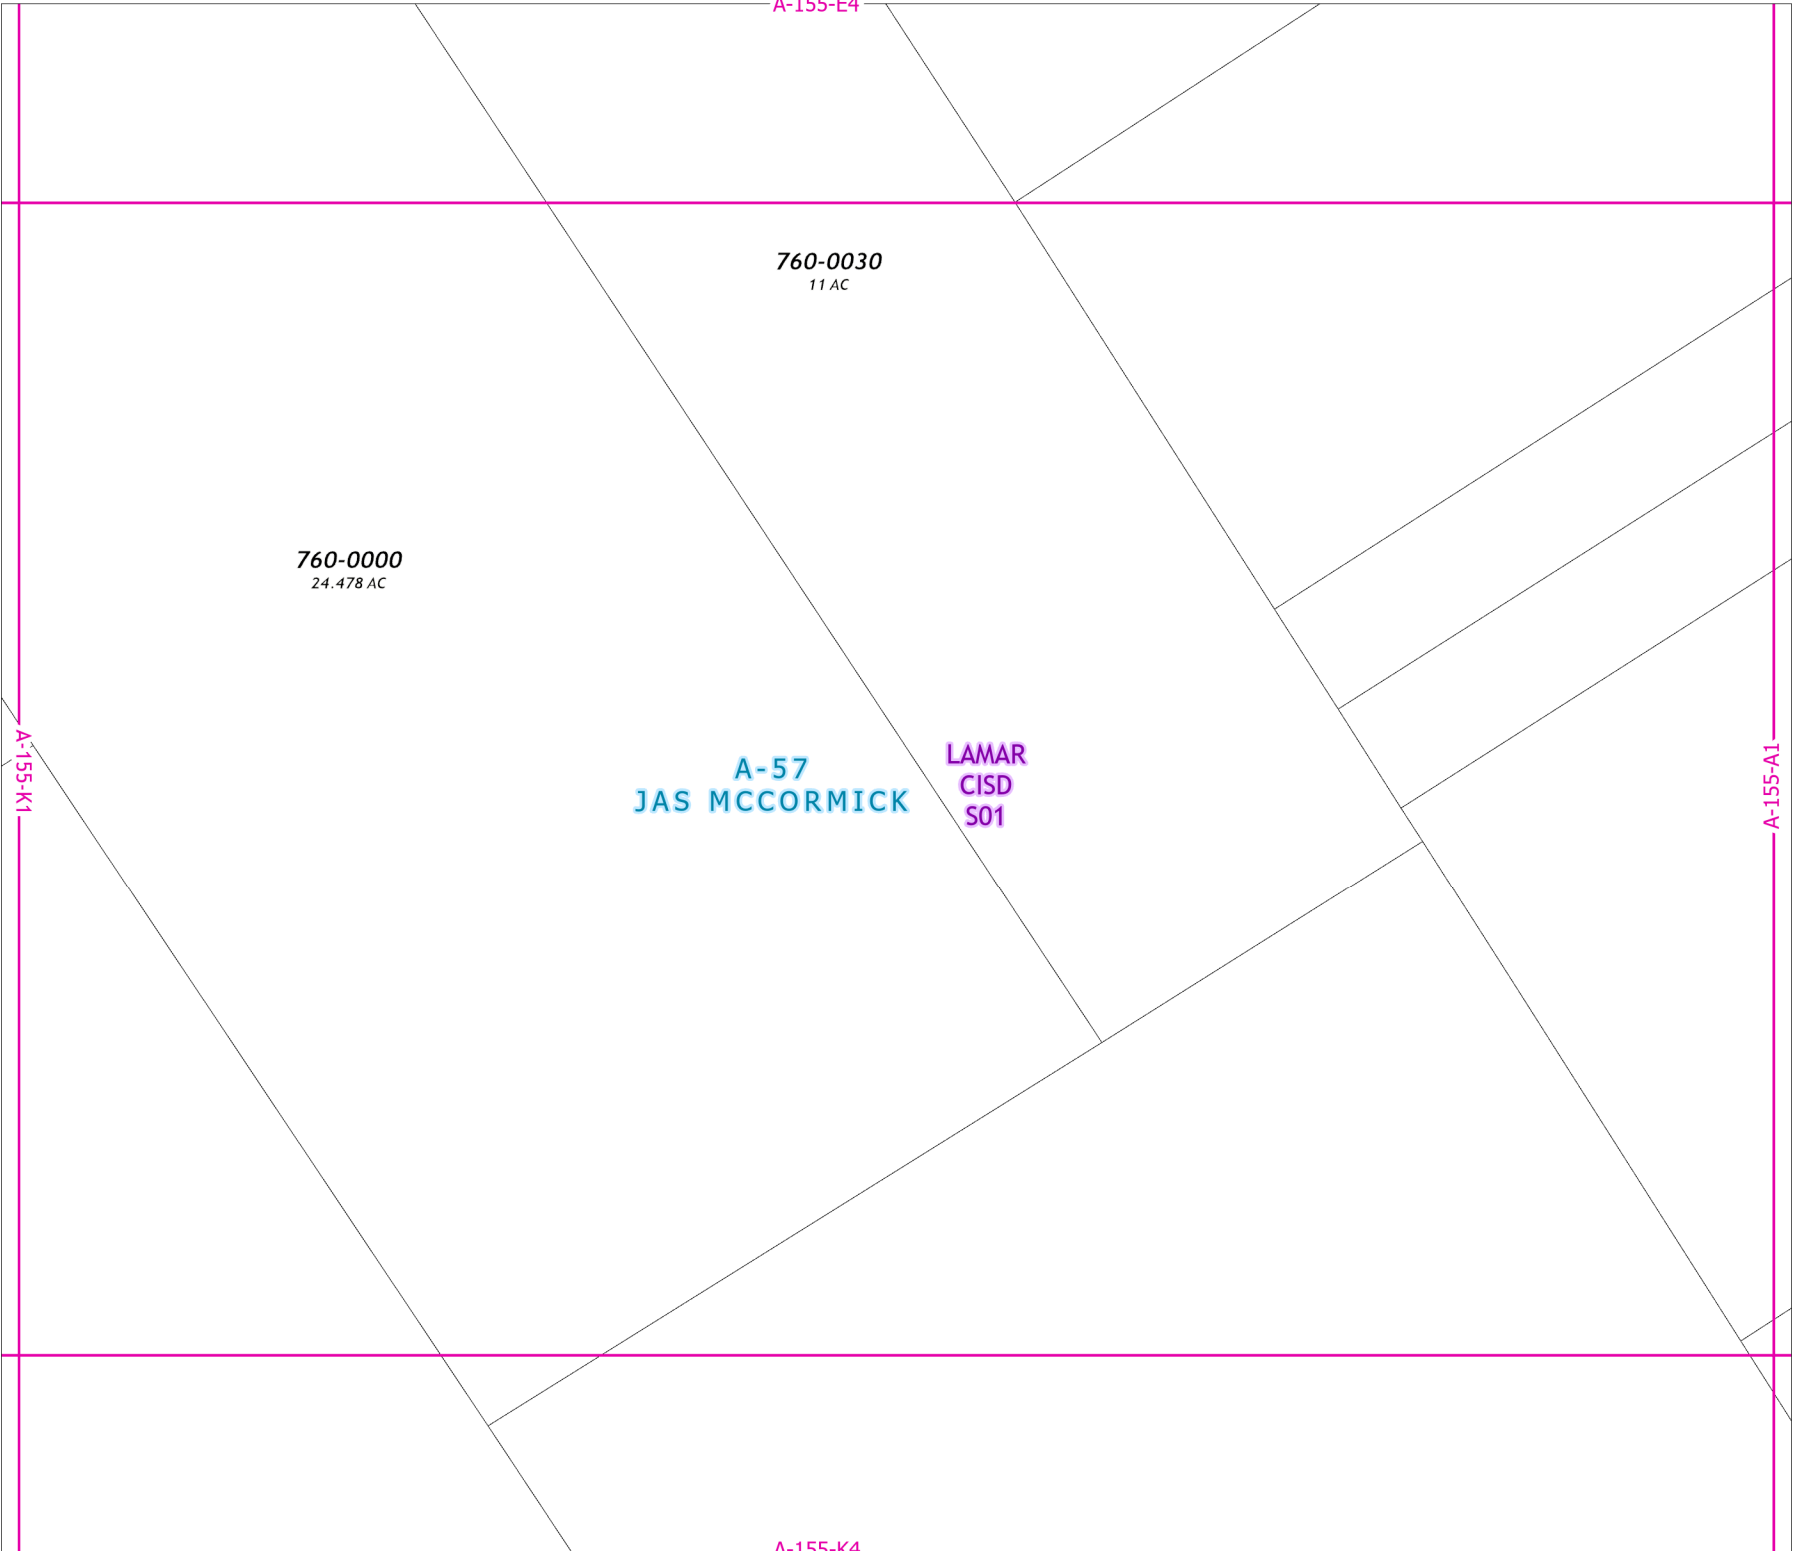 A-155-E4
760-0030
11 AC
760-0000
24.478 AC
A-155-K1
A-57
JAS MCCORMICK
LAMAR
CISD
S01
A-155-A1
A-155-K4